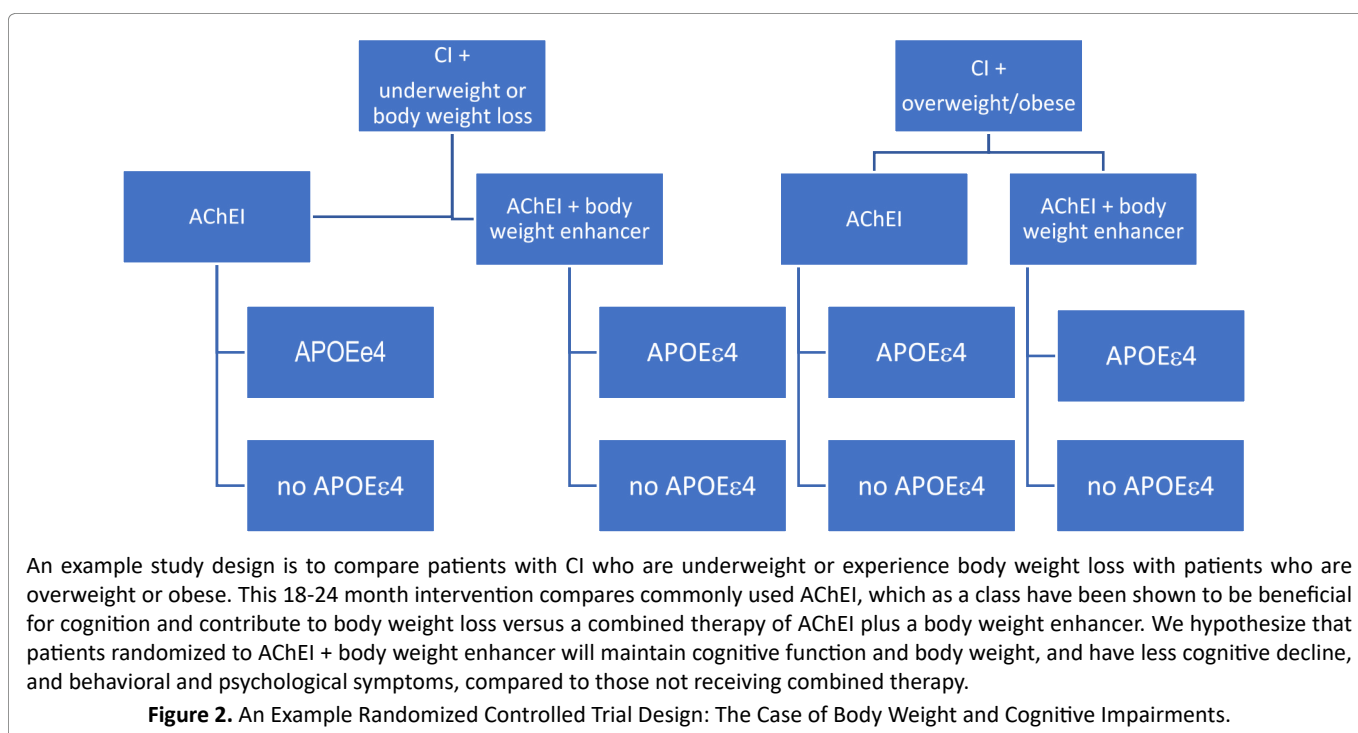 CI +
underweight or
body weight loss
CI +
overweight/obese
AChEI
AChEI + body
weight enhancer
AChEI
AChEI + body
weight enhancer
APOEe4
APOEε4
APOEε4
APOEε4
no APOEε4
no APOEε4
no APOEε4
no APOEε4
An example study design is to compare patients with CI who are underweight or experience body weight loss with patients who are
overweight or obese. This 18-24 month intervention compares commonly used AChEI, which as a class have been shown to be beneficial
for cognition and contribute to body weight loss versus a combined therapy of AChEI plus a body weight enhancer. We hypothesize that
patients randomized to AChEI + body weight enhancer will maintain cognitive function and body weight, and have less cognitive decline,
and behavioral and psychological symptoms, compared to those not receiving combined therapy.
Figure 2. An Example Randomized Controlled Trial Design: The Case of Body Weight and Cognitive Impairments.